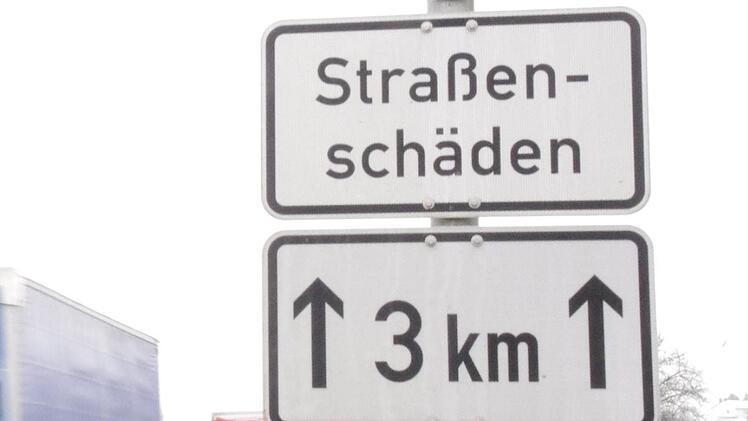 Straßen-
schäden
↑ 3 km ↑